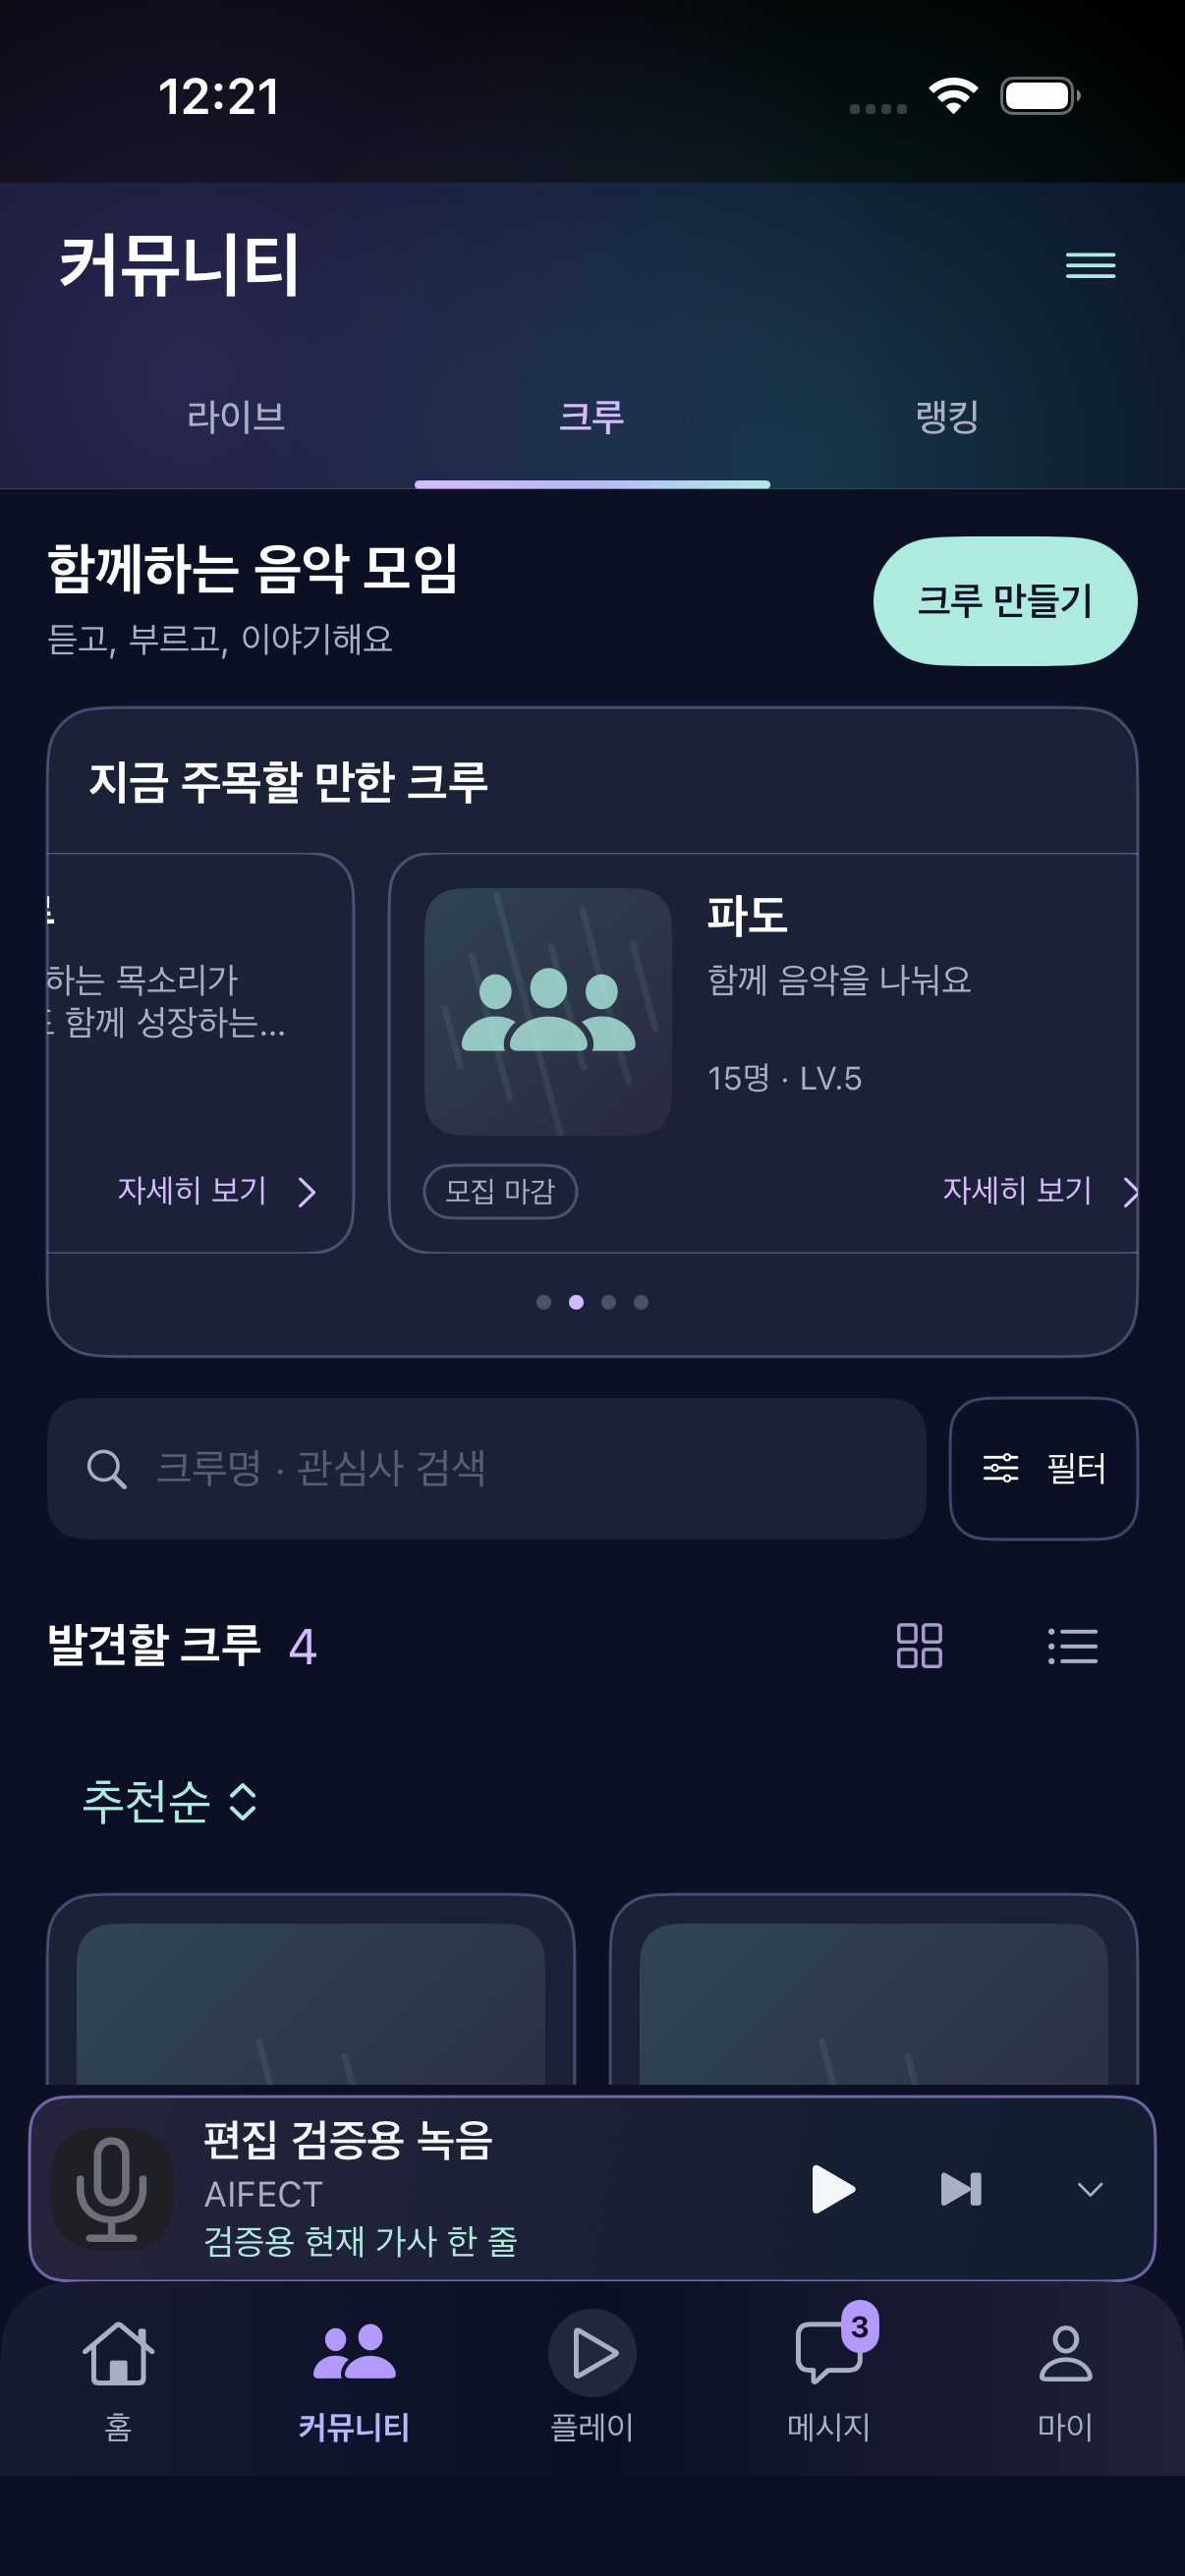 12:21
커뮤니티
라이브
크루
랭킹
함께하는 음악 모임
듣고, 부르고, 이야기해요
크루 만들기
지금 주목할 만한 크루
하는 목소리가
함께 성장하는...
자세히 보기
파도
함께 음악을 나눠요
15명 · LV.5
모집 마감
자세히 보기
크루명 · 관심사 검색
필터
발견할 크루 4
추천순
편집 검증용 녹음
AIFECT
검증용 현재 가사 한 줄
3
홈
커뮤니티
플레이
메시지
마이